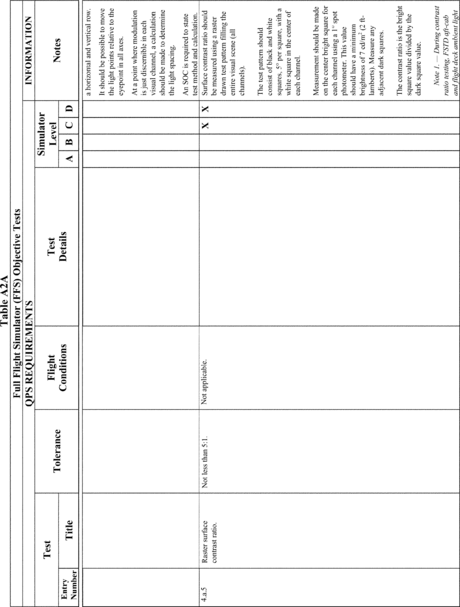 Table A2A
Full Flight Simulator (FFS) Objective Tests
QPS REQUIREMENTS
INFORMATION
Test
Tolerance
Flight
Conditions
Test
Details
Simulator
Level
Notes
Entry
Number
Title
A
B
C
D
a horizontal and vertical row.
It should be possible to move
the light points relative to the
eyepoint in all axes.
At a point where modulation
is just discernible in each
visual channel, a calculation
should be made to determine
the light spacing.
An SOC is required to state
test method and calculation.
4.a.5
Raster surface
contrast ratio.
Not less than 5:1.
Not applicable.
X
X
Surface contrast ratio should
be measured using a raster
drawn test pattern filling the
entire visual scene (all
channels).
The test pattern should
consist of black and white
squares, 5° per square, with a
white square in the center of
each channel.
Measurement should be made
on the center bright square for
each channel using a 1° spot
photometer. This value
should have a minimum
brightness of 7 cd/m² (2 ft-
lamberts). Measure any
adjacent dark squares.
The contrast ratio is the bright
square value divided by the
dark square value.
Note 1. — During contrast
ratio testing, FSTD aft-cab
and flight deck ambient light